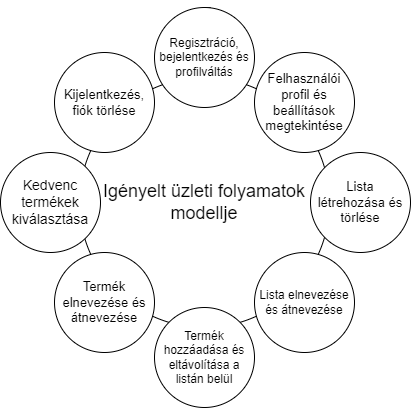 Regisztráció,
bejelentkezés és
profilváltás
Felhasználói
profil és
beállítások
megtekintése
Lista
létrehozása és
törlése
Lista elnevezése
és átnevezése
Termék
hozzáadása és
eltávolítása a
listán belül
Termék
elnevezése és
átnevezése
Kedvenc
termékek
kiválasztása
Kijelentkezés,
fiók törlése
Igényelt üzleti folyamatok
modellje